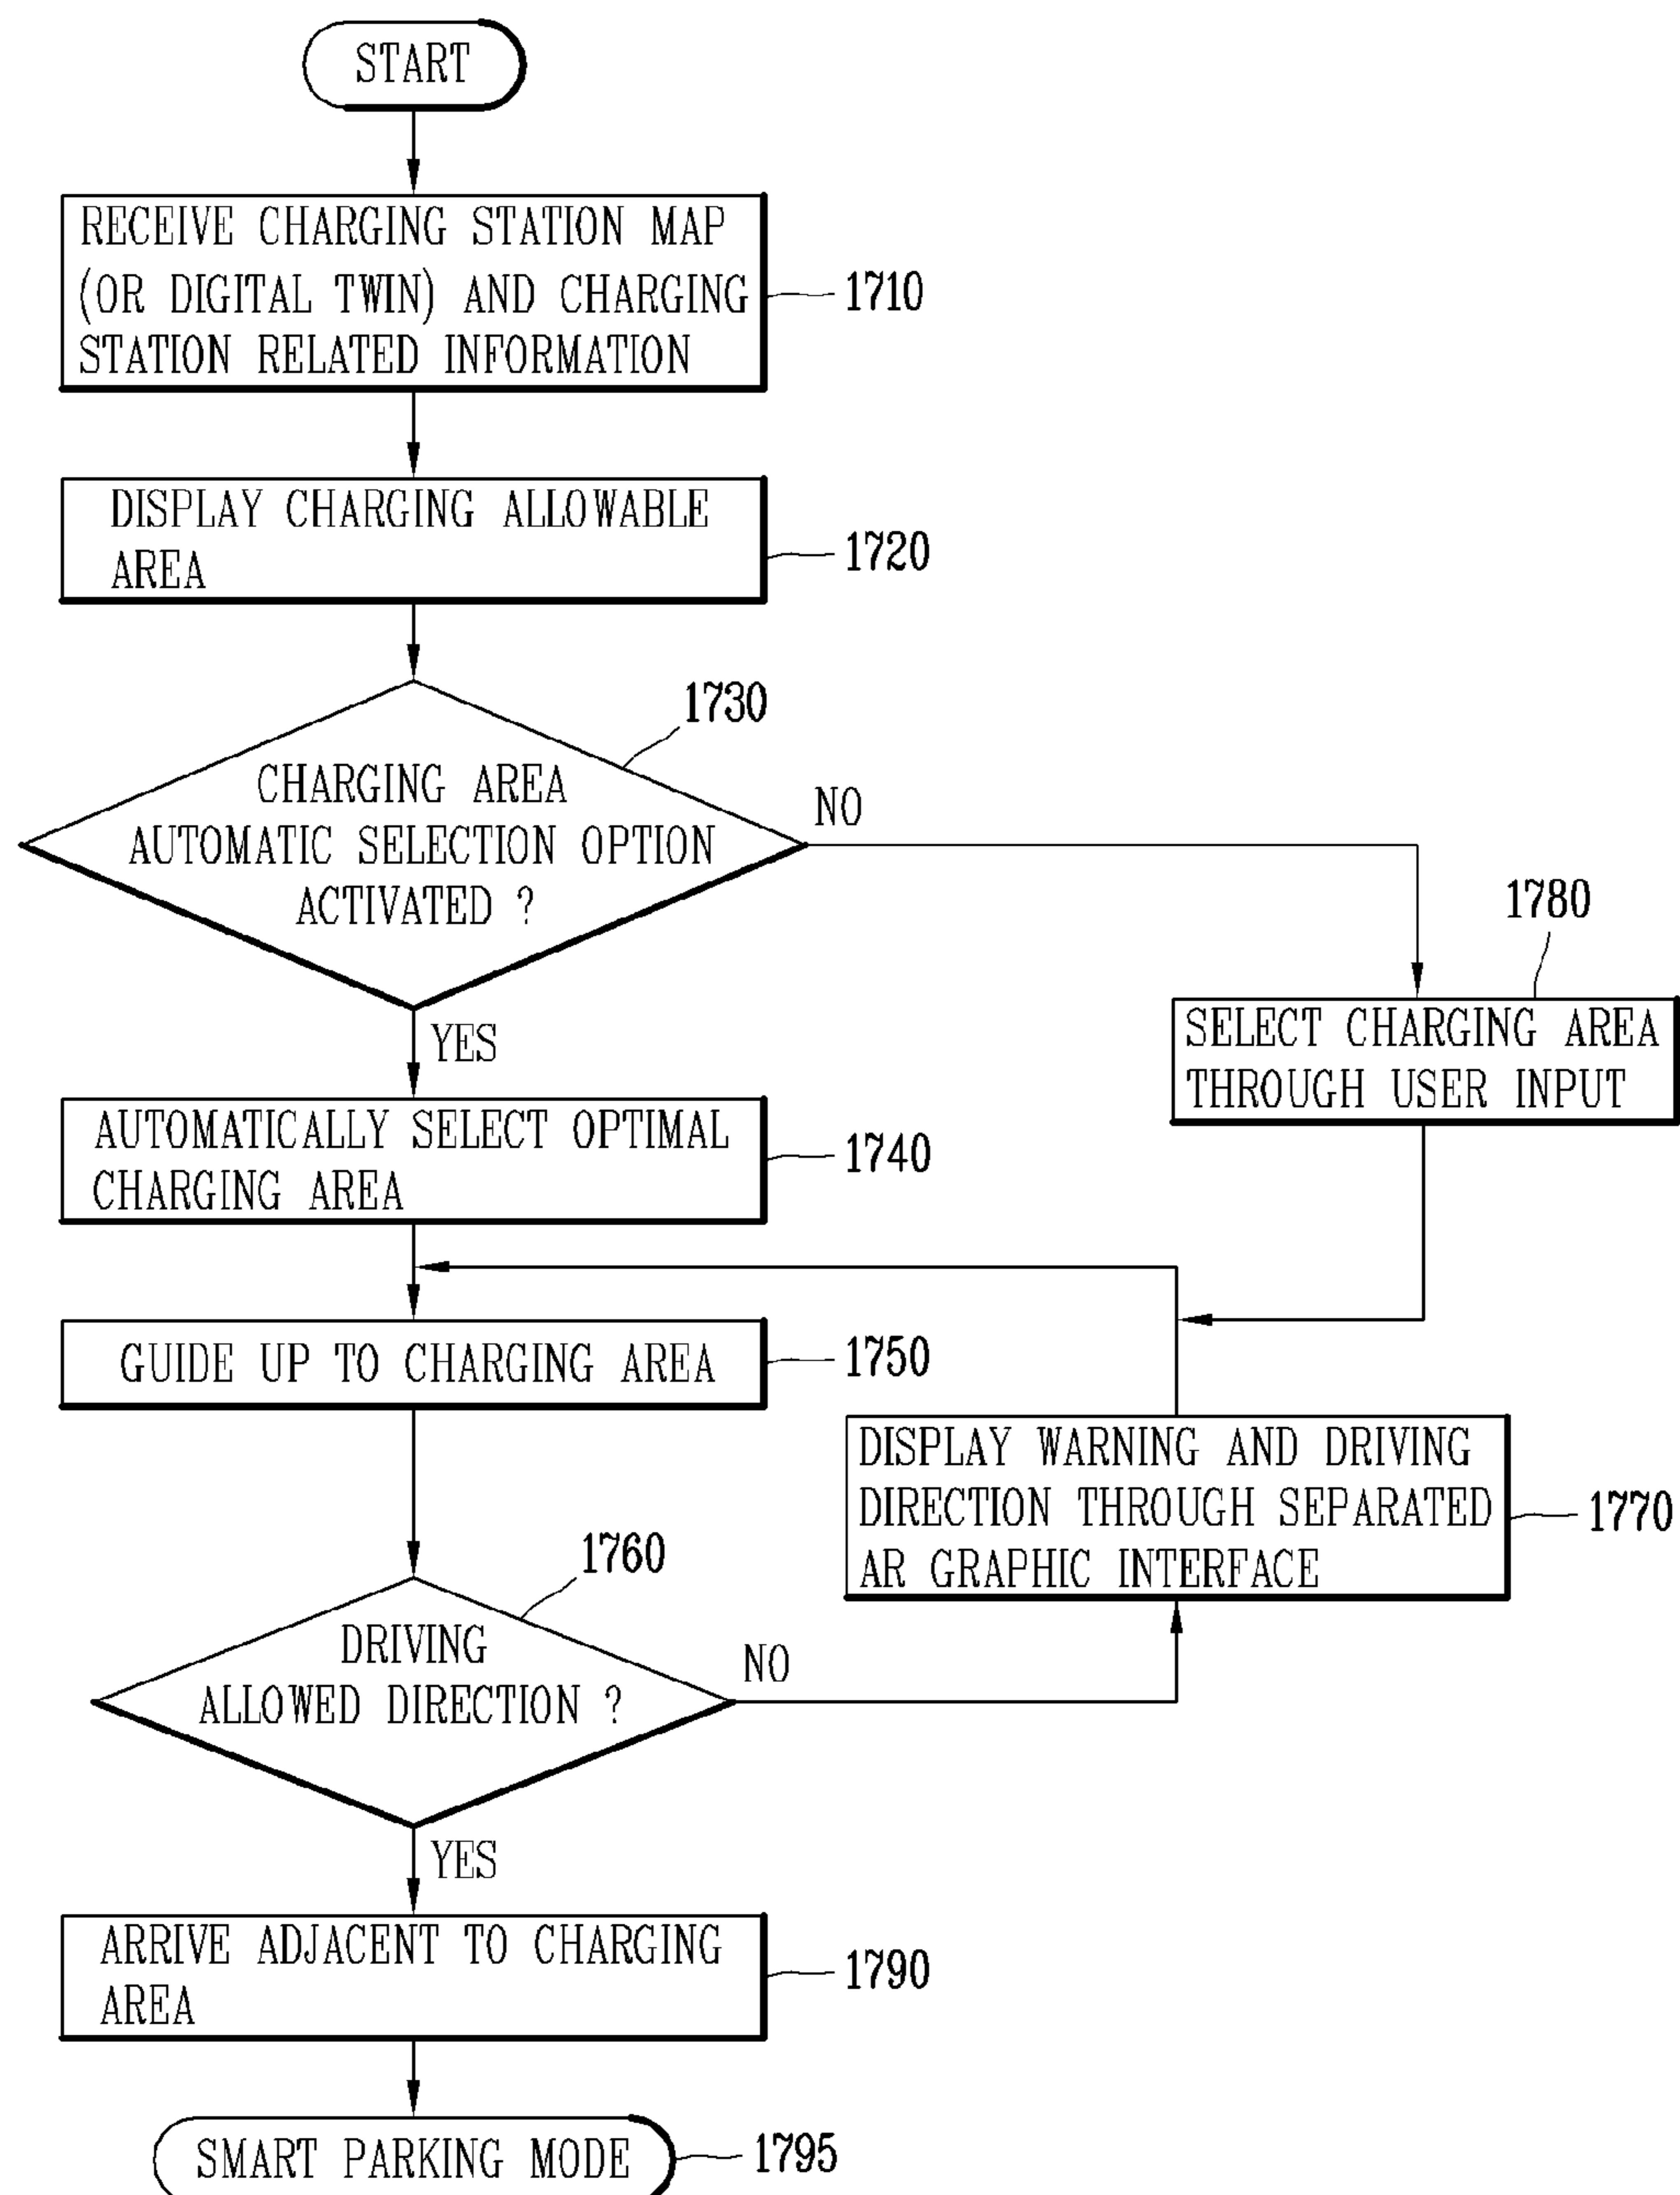 START
RECEIVE CHARGING STATION MAP
(OR DIGITAL TWIN) AND CHARGING
STATION RELATED INFORMATION
1710
DISPLAY CHARGING ALLOWABLE
AREA
1720
1730
CHARGING AREA
AUTOMATIC SELECTION OPTION
ACTIVATED ?
NO
YES
1780
SELECT CHARGING AREA
THROUGH USER INPUT
AUTOMATICALLY SELECT OPTIMAL
CHARGING AREA
1740
GUIDE UP TO CHARGING AREA
1750
DISPLAY WARNING AND DRIVING
DIRECTION THROUGH SEPARATED
AR GRAPHIC INTERFACE
1770
1760
DRIVING
ALLOWED DIRECTION ?
NO
YES
ARRIVE ADJACENT TO CHARGING
AREA
1790
SMART PARKING MODE
1795